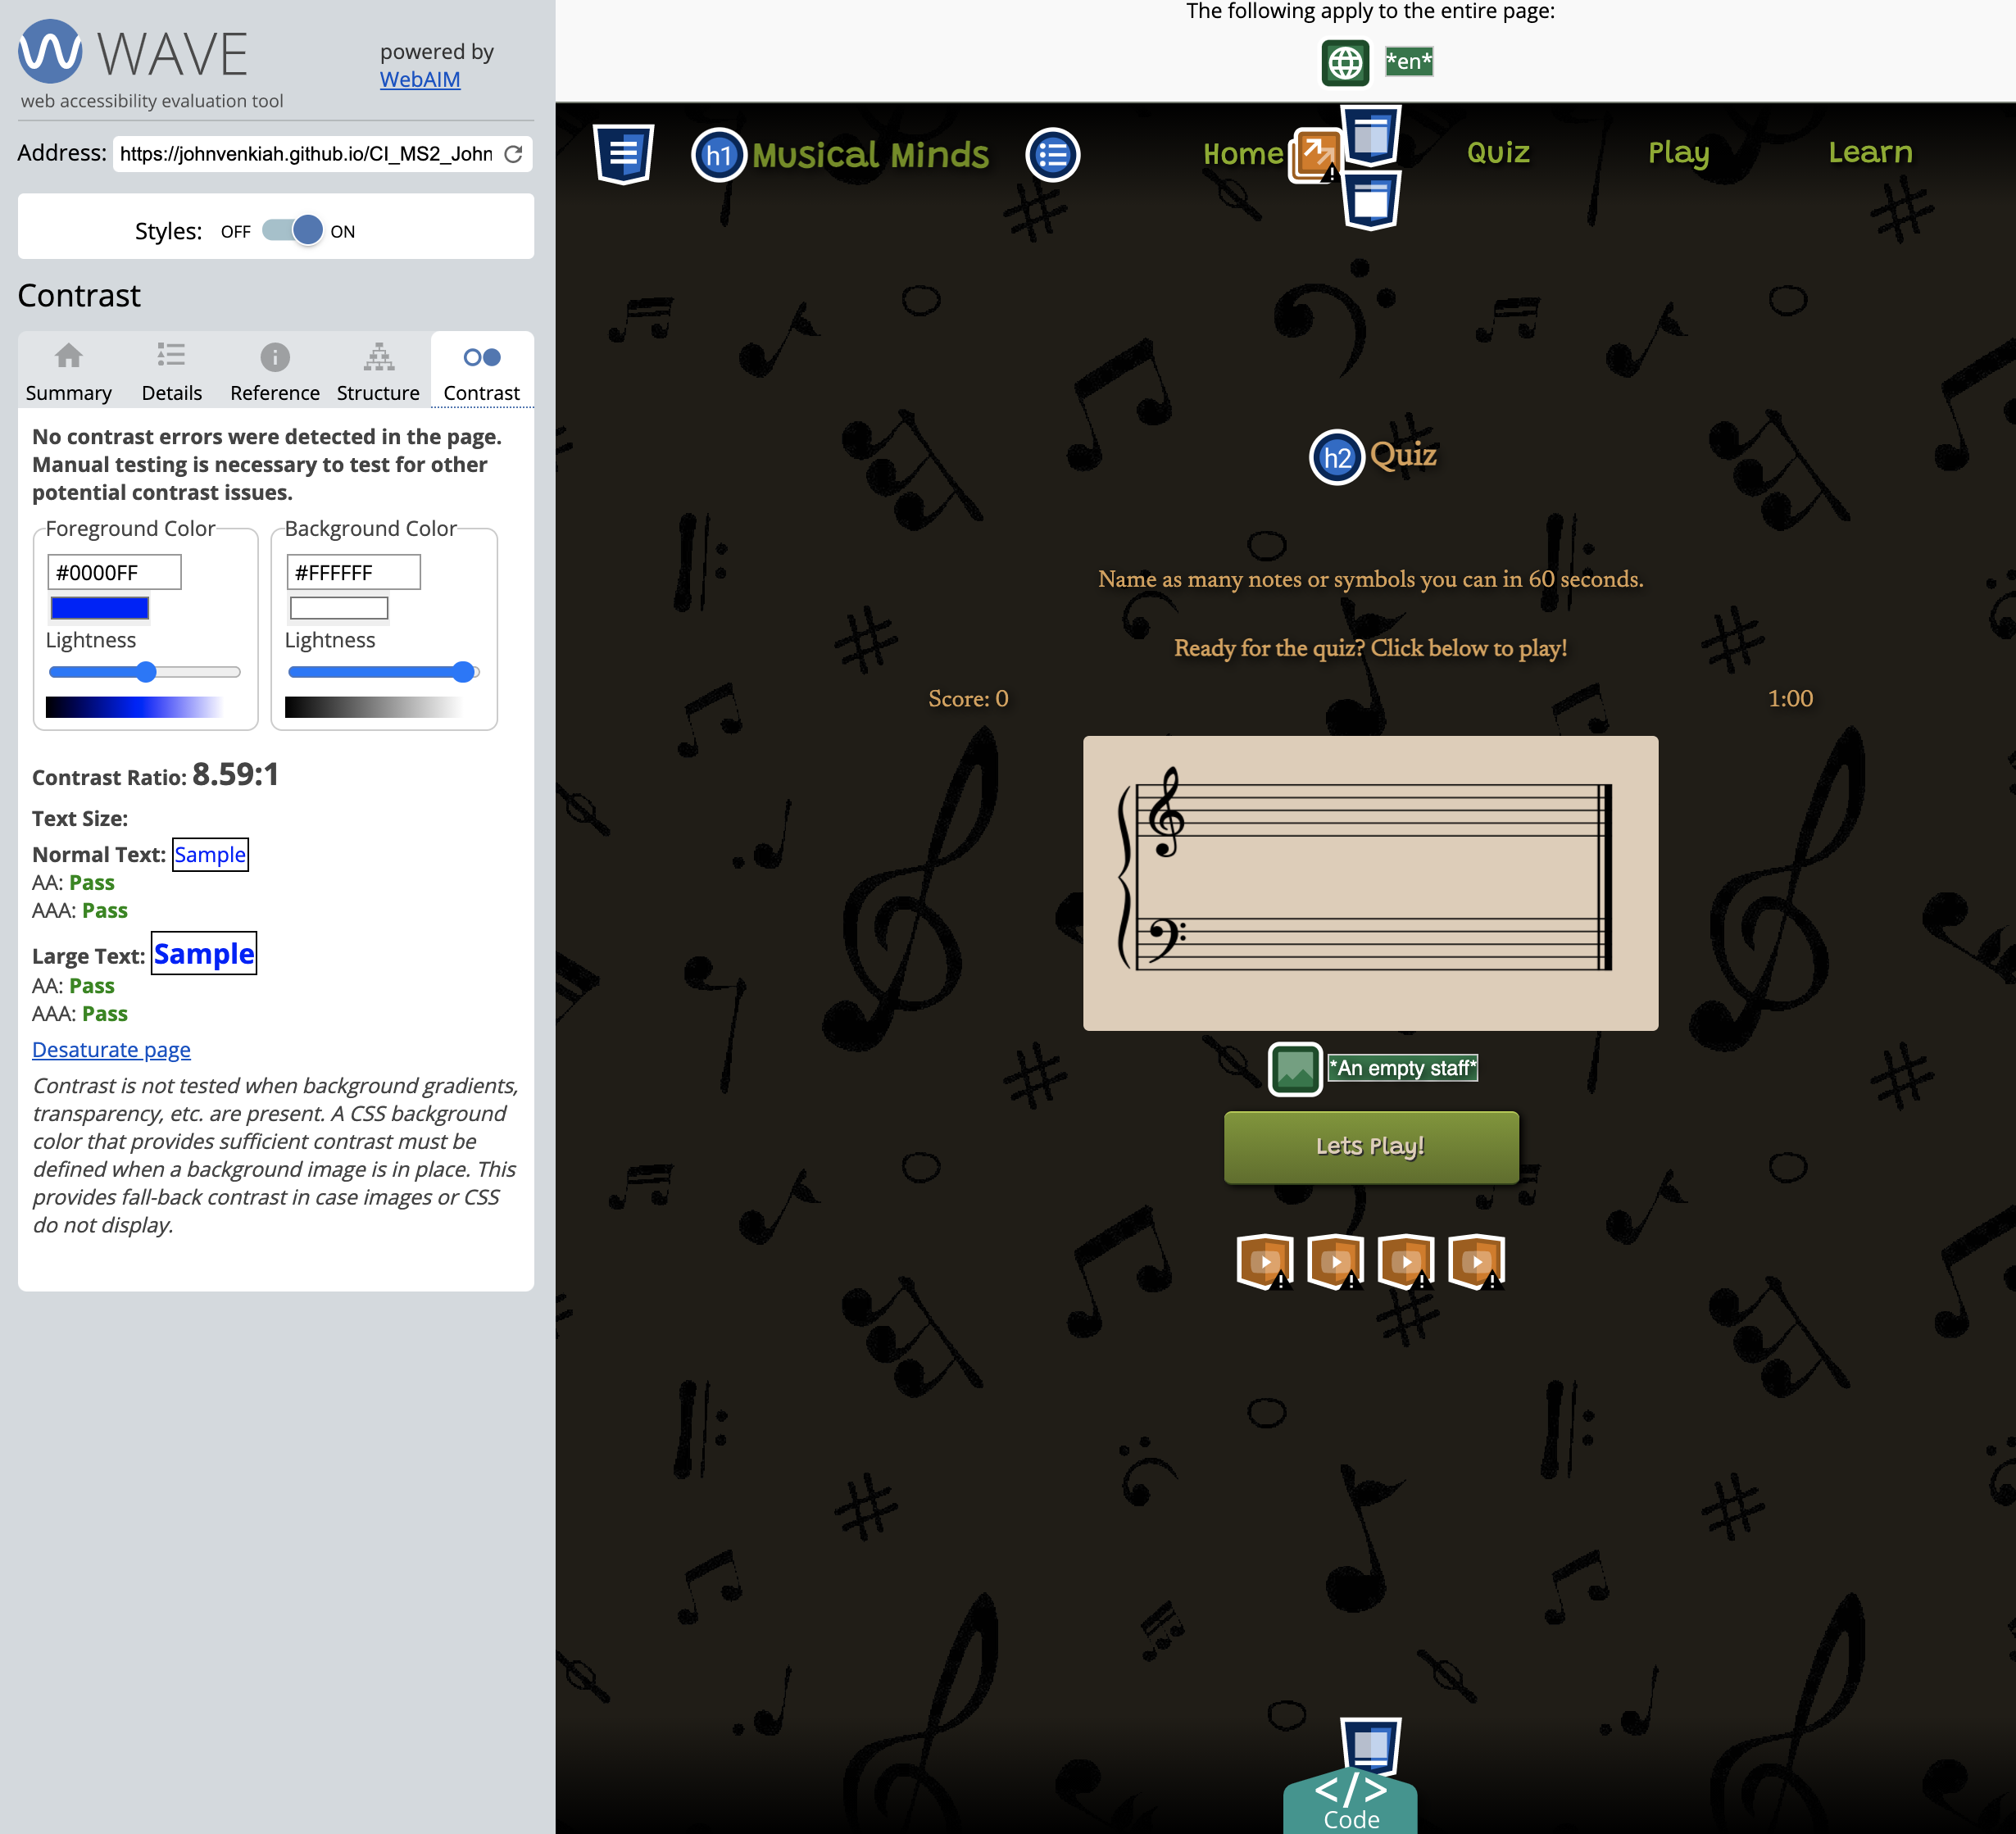 WAVE
powered by
WebAIM
web accessibility evaluation tool
Address: https://johnvenkiah.github.io/CI_MS2_John
Styles: OFF ON
Contrast
Summary Details Reference Structure Contrast
No contrast errors were detected in the page.
Manual testing is necessary to test for other
potential contrast issues.
Foreground Color Background Color
#0000FF #FFFFFF
Lightness Lightness
Contrast Ratio: 8.59:1
Text Size:
Normal Text: Sample
AA: Pass
AAA: Pass
Large Text: Sample
AA: Pass
AAA: Pass
Desaturate page
Contrast is not tested when background gradients,
transparency, etc. are present. A CSS background
color that provides sufficient contrast must be
defined when a background image is in place. This
provides fall-back contrast in case images or CSS
do not display.
The following apply to the entire page:
*en*
h1 Musical Minds Home Quiz Play Learn
h2 Quiz
Name as many notes or symbols you can in 60 seconds.
Ready for the quiz? Click below to play!
Score: 0 1:00
*An empty staff*
Lets Play!
</>
Code